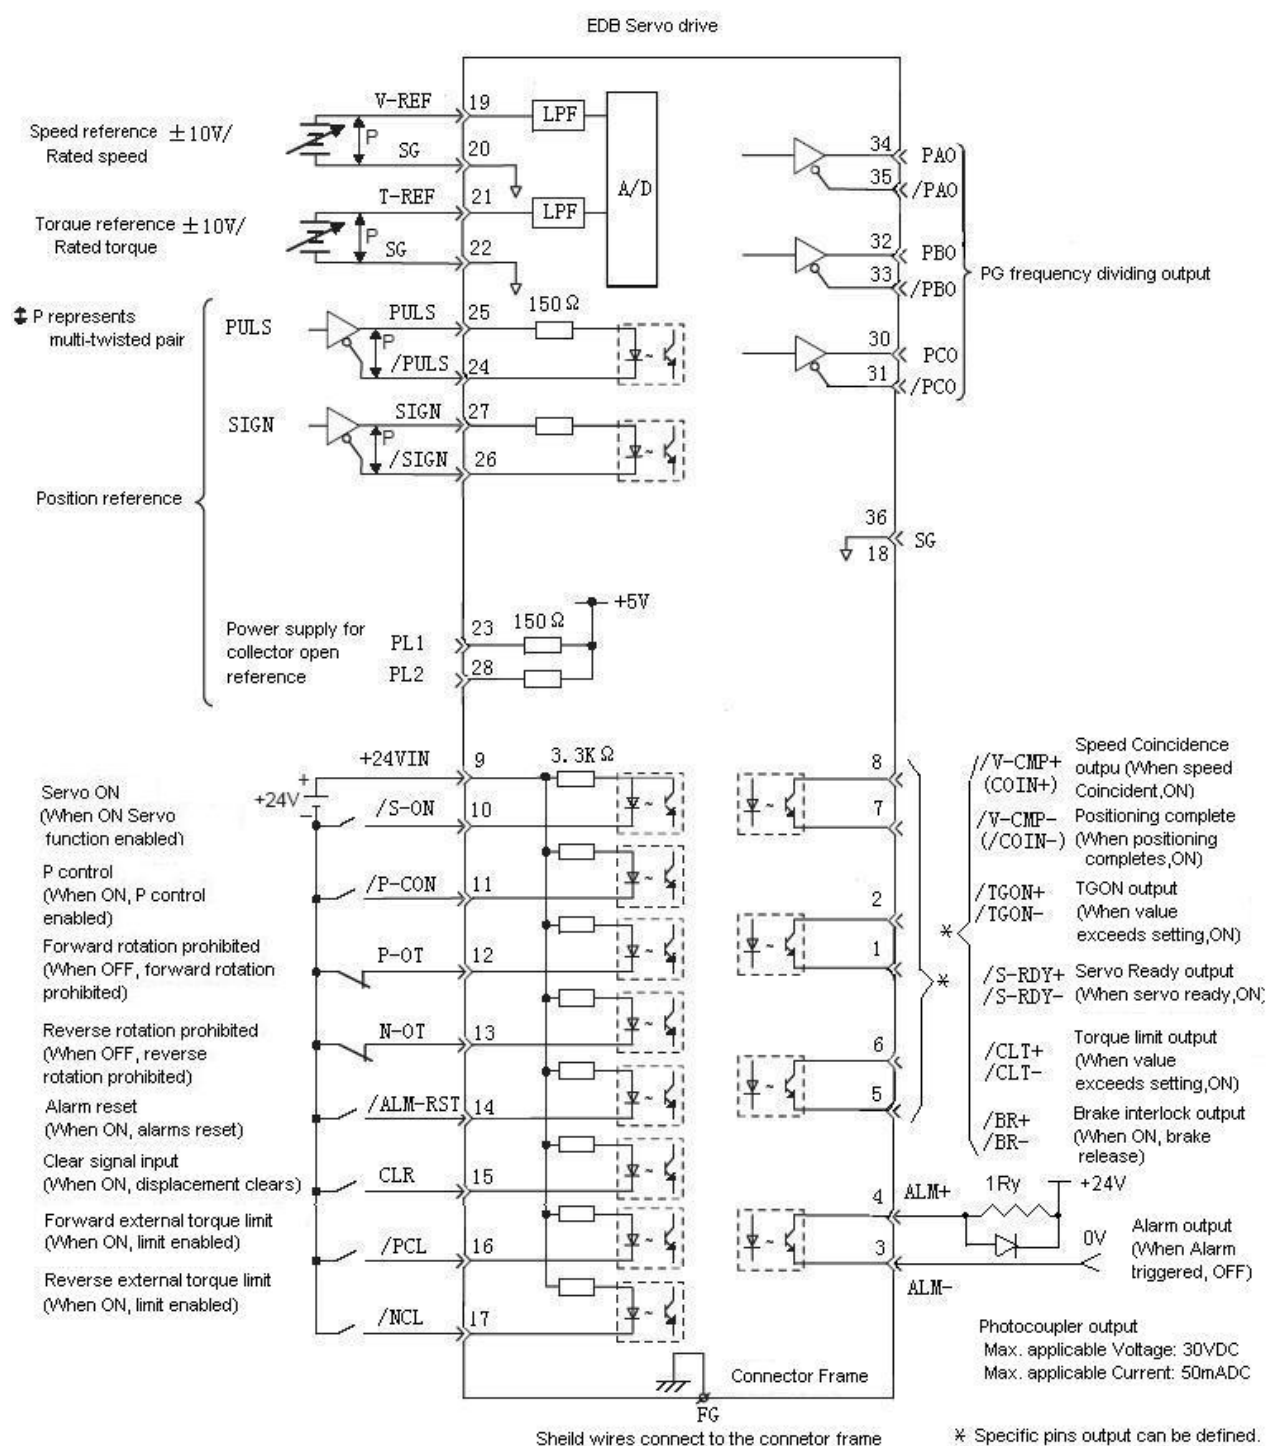 EDB Servo drive
V-REF
19
LPF
Speed reference ±10V/
Rated speed
P
SG
20
A/D
T-REF
21
LPF
Torque reference ±10V/
Rated torque
P
SG
22
34
PAO
35
/PAO
32
PBO
33
/PBO
30
PCO
31
/PCO
PG frequency dividing output
P represents
multi-twisted pair
PULS
PULS
25
150Ω
P
/PULS
24
SIGN
SIGN
27
P
/SIGN
26
Position reference
36
SG
18
+5V
Power supply for
collector open
reference
PL1
23
150Ω
PL2
28
+24VIN
9
3.3KΩ
+
+24V
−
Servo ON
(When ON Servo
function enabled)
/S-ON
10
P control
(When ON, P control
enabled)
/P-CON
11
Forward rotation prohibited
(When OFF, forward rotation
prohibited)
P-OT
12
Reverse rotation prohibited
(When OFF, reverse
rotation prohibited)
N-OT
13
Alarm reset
(When ON, alarms reset)
/ALM-RST
14
Clear signal input
(When ON, displacement clears)
CLR
15
Forward external torque limit
(When ON, limit enabled)
/PCL
16
Reverse external torque limit
(When ON, limit enabled)
/NCL
17
8
7
2
1
6
5
*
*
/V-CMP+
(COIN+)
Speed Coincidence
outpu (When speed
Coincident,ON)
/V-CMP-
(/COIN-)
Positioning complete
(When positioning
completes,ON)
/TGON+
/TGON-
TGON output
(When value
exceeds setting,ON)
/S-RDY+
/S-RDY-
Servo Ready output
(When servo ready,ON)
/CLT+
/CLT-
Torque limit output
(When value
exceeds setting,ON)
/BR+
/BR-
Brake interlock output
(When ON, brake
release)
4
ALM+
1Ry
+24V
3
ALM-
0V
Alarm output
(When Alarm
triggered, OFF)
Photocoupler output
Max. applicable Voltage: 30VDC
Max. applicable Current: 50mADC
Connector Frame
FG
Sheild wires connect to the connetor frame
* Specific pins output can be defined.